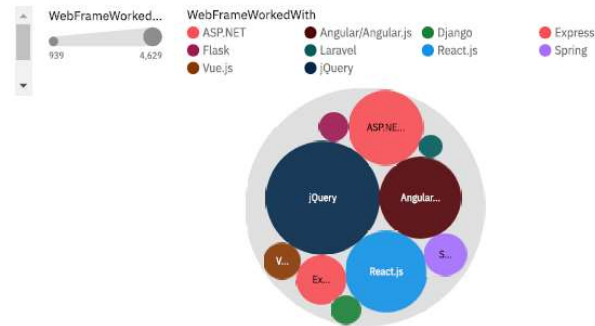 WebFrameWorked...
939 4,629
WebFrameWorkedWith
ASP.NET Angular/Angular.js Django Express
Flask Laravel React.js Spring
Vue.js jQuery
ASP.NE...
jQuery Angular...
V... Ex... React.js S...